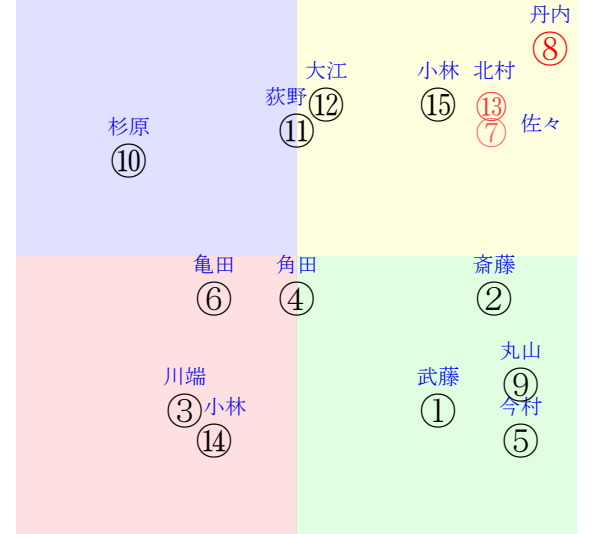 丹内
⑧
大江 小林 北村
荻野
⑫ ⑮ ⑬
杉原 ⑪ ⑦ 佐々
⑩
亀田 角田 斎藤
⑥ ④ ②
丸山
川端 武藤 ⑨
③ 小林 ① 今村
⑭ ⑤